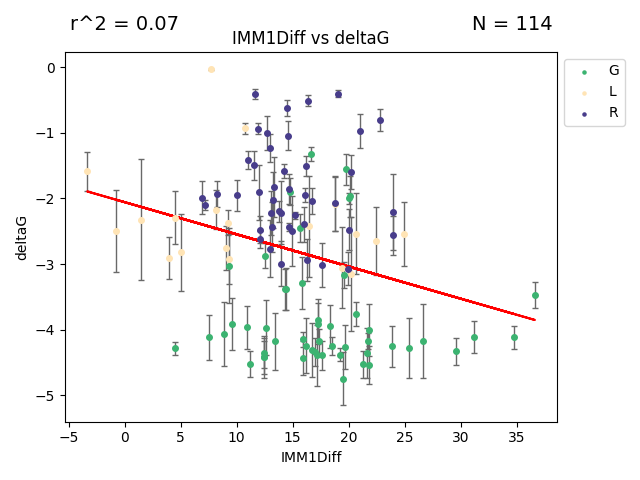 r^2 = 0.07
N = 114
IMM1Diff vs deltaG
G
L
R
0
−1
−2
−3
−4
−5
deltaG
−5
0
5
10
15
20
25
30
35
IMM1Diff